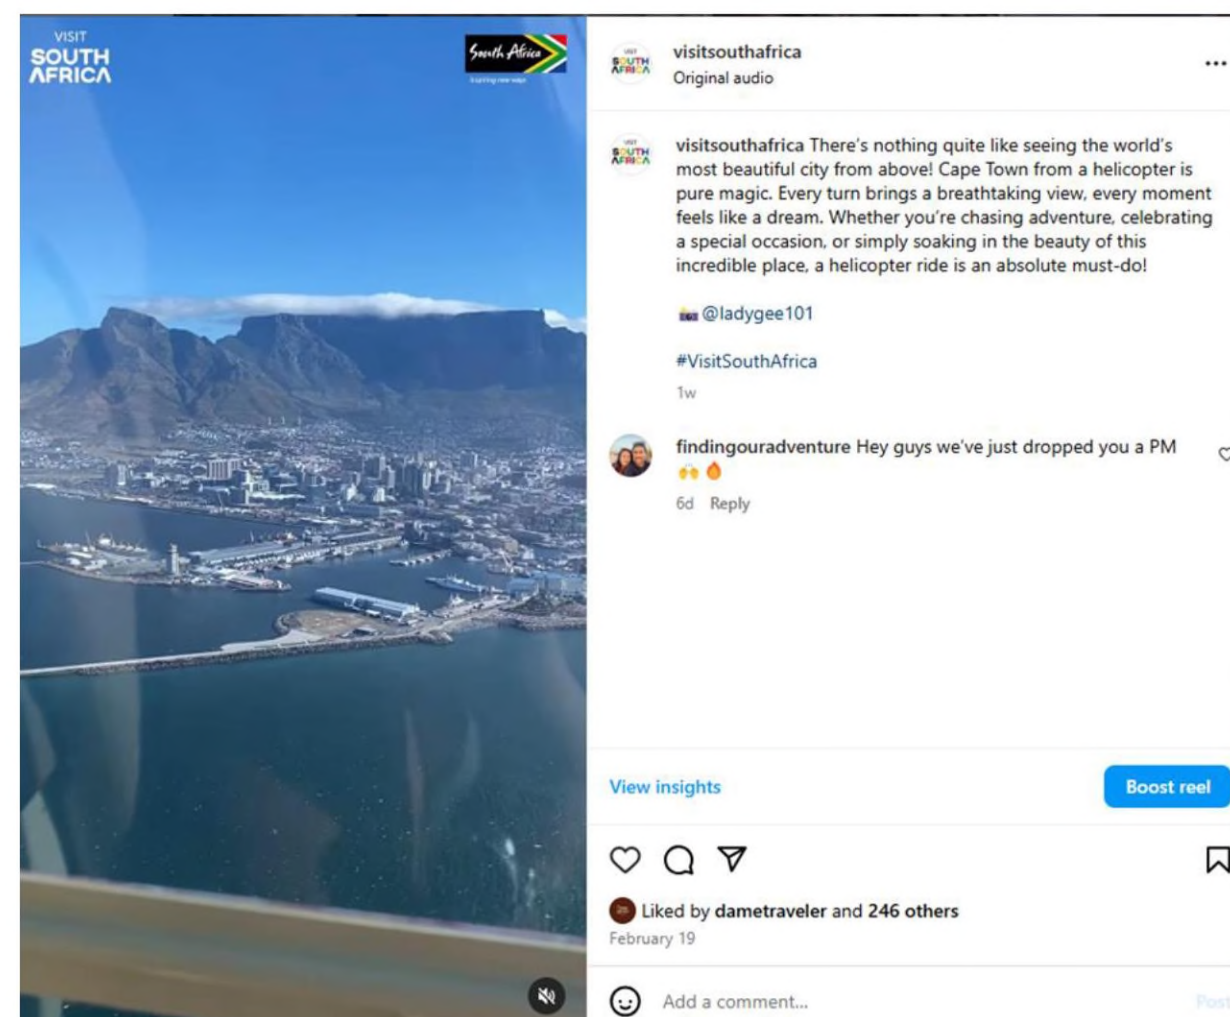 VISIT
SOUTH
AFRICA
South Africa
Inspiring new ways
visitsouthafrica
Original audio
visitsouthafrica There's nothing quite like seeing the world's
most beautiful city from above! Cape Town from a helicopter is
pure magic. Every turn brings a breathtaking view, every moment
feels like a dream. Whether you're chasing adventure, celebrating
a special occasion, or simply soaking in the beauty of this
incredible place, a helicopter ride is an absolute must-do!
@ladygee101
#VisitSouthAfrica
1w
findingouradventure Hey guys we've just dropped you a PM
6d Reply
View insights
Boost reel
Liked by dametraveler and 246 others
February 19
Add a comment...
Post